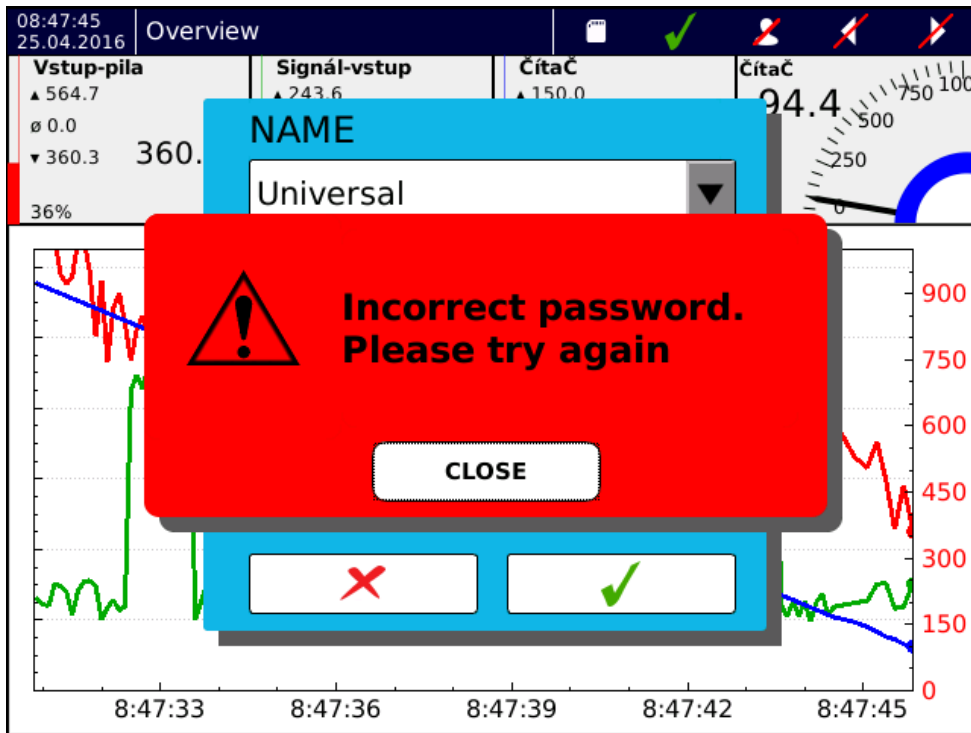 08:47:45
25.04.2016
Overview
Vstup-pila
▲ 564.7
ø 0.0
▼ 360.3
360.
36%
Signál-vstup
▲ 243.6
ČítaČ
▲ 150.0
ČítaČ
94.4
0
250
500
750
100
NAME
Universal
Incorrect password.
Please try again
CLOSE
900
750
600
450
300
150
0
8:47:33
8:47:36
8:47:39
8:47:42
8:47:45